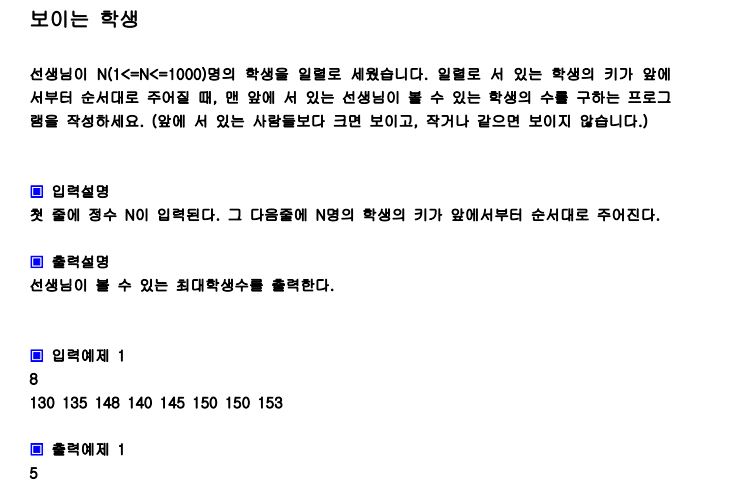 보이는 학생
선생님이 N(1<=N<=1000)명의 학생을 일렬로 세웠습니다. 일렬로 서 있는 학생의 키가 앞에
서부터 순서대로 주어질 때, 맨 앞에 서 있는 선생님이 볼 수 있는 학생의 수를 구하는 프로그
램을 작성하세요. (앞에 서 있는 사람들보다 크면 보이고, 작거나 같으면 보이지 않습니다.)
▣ 입력설명
첫 줄에 정수 N이 입력된다. 그 다음줄에 N명의 학생의 키가 앞에서부터 순서대로 주어진다.
▣ 출력설명
선생님이 볼 수 있는 최대학생수를 출력한다.
▣ 입력예제 1
8
130 135 148 140 145 150 150 153
▣ 출력예제 1
5